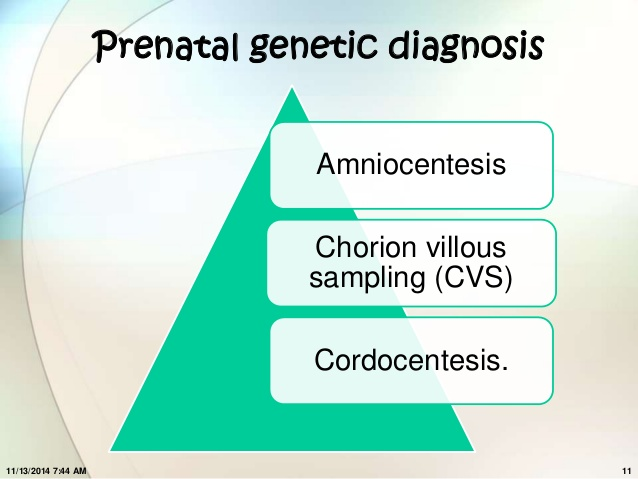 Prenatal genetic diagnosis
Amniocentesis
Chorion villous
sampling (CVS)
Cordocentesis.
11/13/2014 7:44 AM
11